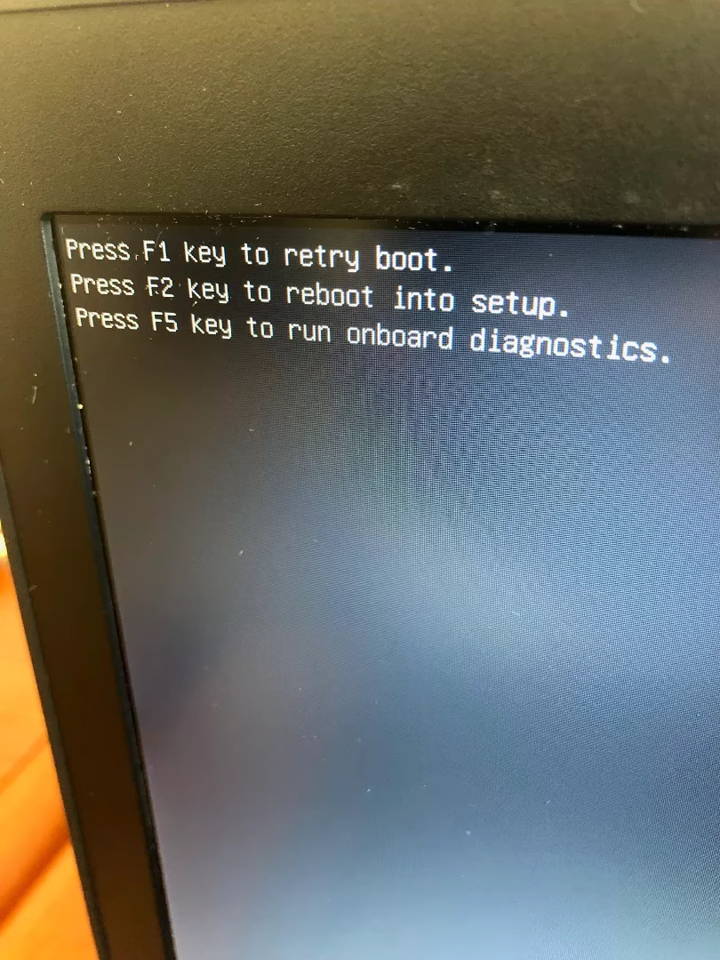 Press F1 key to retry boot.
Press F2 key to reboot into setup.
Press F5 key to run onboard diagnostics.